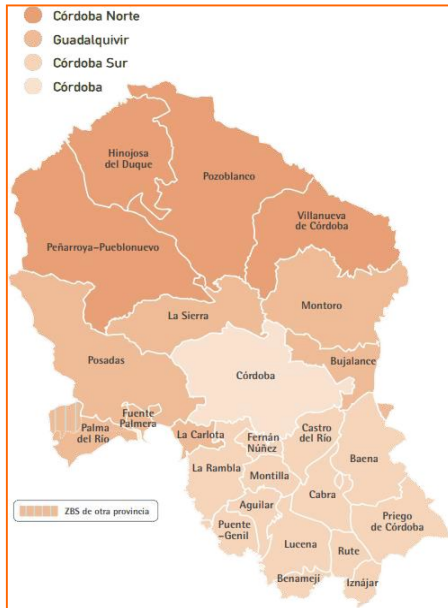 Córdoba Norte
Guadalquivir
Córdoba Sur
Córdoba
Hinojosa
del Duque
Pozoblanco
Villanueva
de Córdoba
Peñarroya-Pueblonuevo
La Sierra
Montoro
Posadas
Córdoba
Bujalance
Palma
del Río
Fuente
Palmera
La Carlota
Fernán
Núñez
Castro
del Río
Baena
La Rambla
Montilla
Cabra
Aguilar
Priego
de Córdoba
Puente
-Genil
Lucena
Rute
Benamejí
Iznájar
ZBS de otra provincia